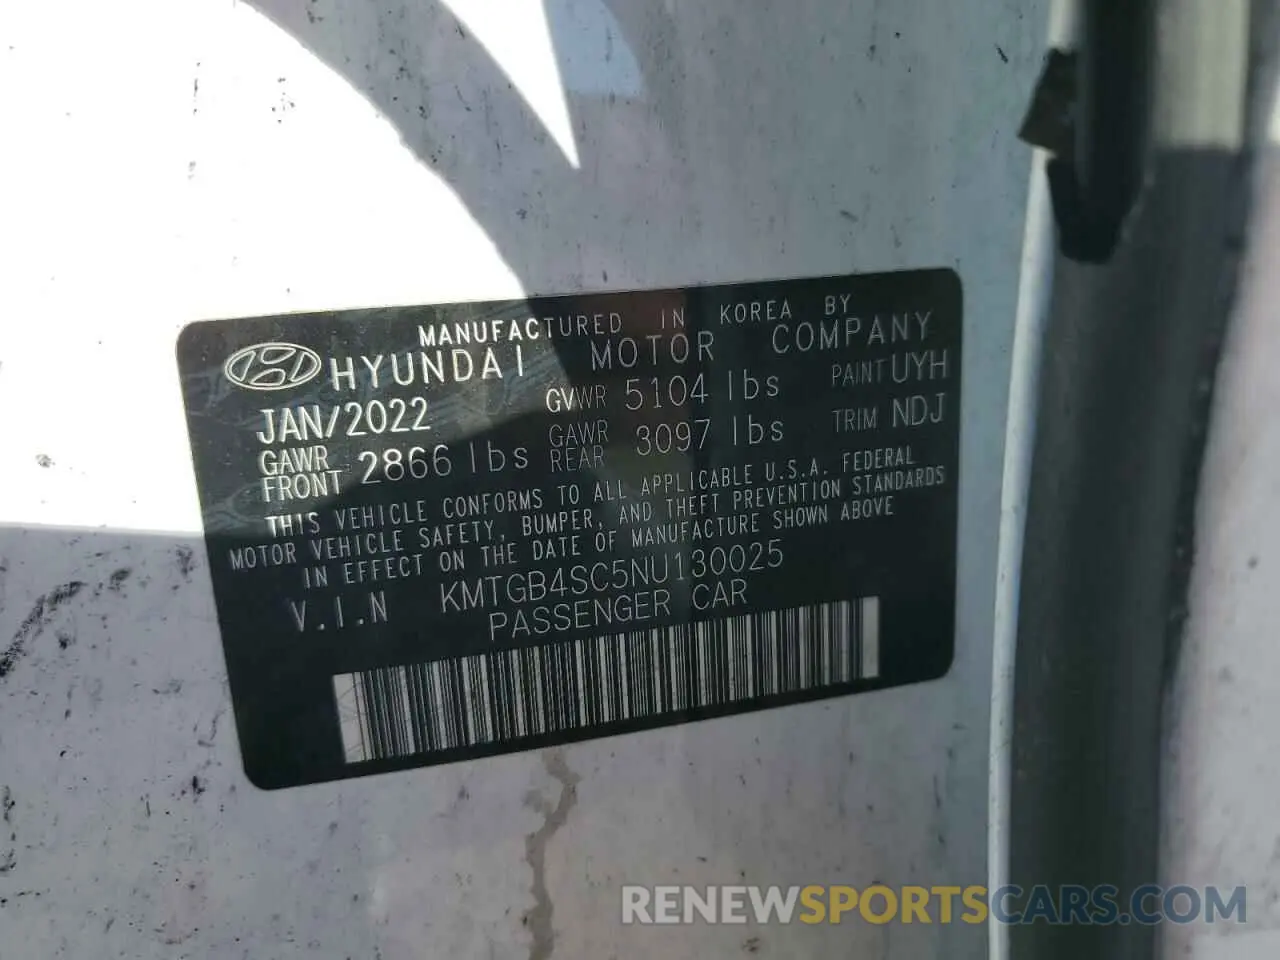 MANUFACTURED IN KOREA BY
HYUNDAI MOTOR COMPANY
JAN/2022 GVWR 5104 lbs PAINT UYH
GAWR FRONT 2866 lbs GAWR REAR 3097 lbs TRIM NDJ
THIS VEHICLE CONFORMS TO ALL APPLICABLE U.S.A. FEDERAL
MOTOR VEHICLE SAFETY, BUMPER, AND THEFT PREVENTION STANDARDS
IN EFFECT ON THE DATE OF MANUFACTURE SHOWN ABOVE
V.I.N KMTGB4SC5NU130025
PASSENGER CAR
RENEWSPORTSCARS.COM